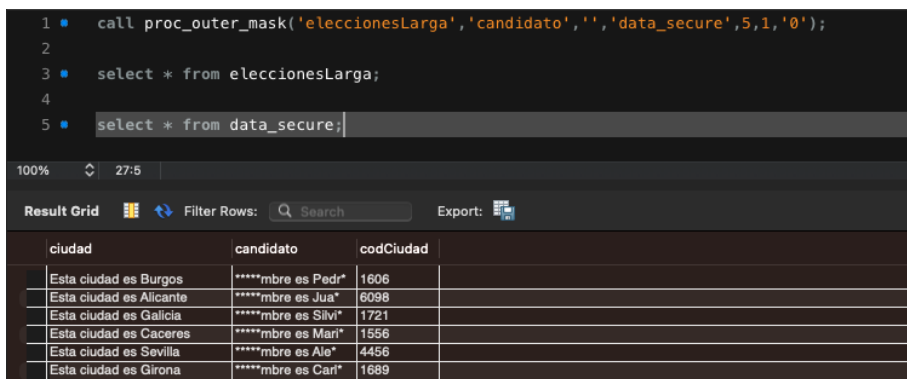 1 call proc_outer_mask('eleccionesLarga','candidato','','data_secure',5,1,'0');
2
3 select * from eleccionesLarga;
4
5 select * from data_secure;
100% 27:5
Result Grid Filter Rows: Search Export:
ciudad candidato codCiudad
Esta ciudad es Burgos *****mbre es Pedr* 1606
Esta ciudad es Alicante *****mbre es Jua* 6098
Esta ciudad es Galicia *****mbre es Silvi* 1721
Esta ciudad es Caceres *****mbre es Mari* 1556
Esta ciudad es Sevilla *****mbre es Ale* 4456
Esta ciudad es Girona *****mbre es Carl* 1689